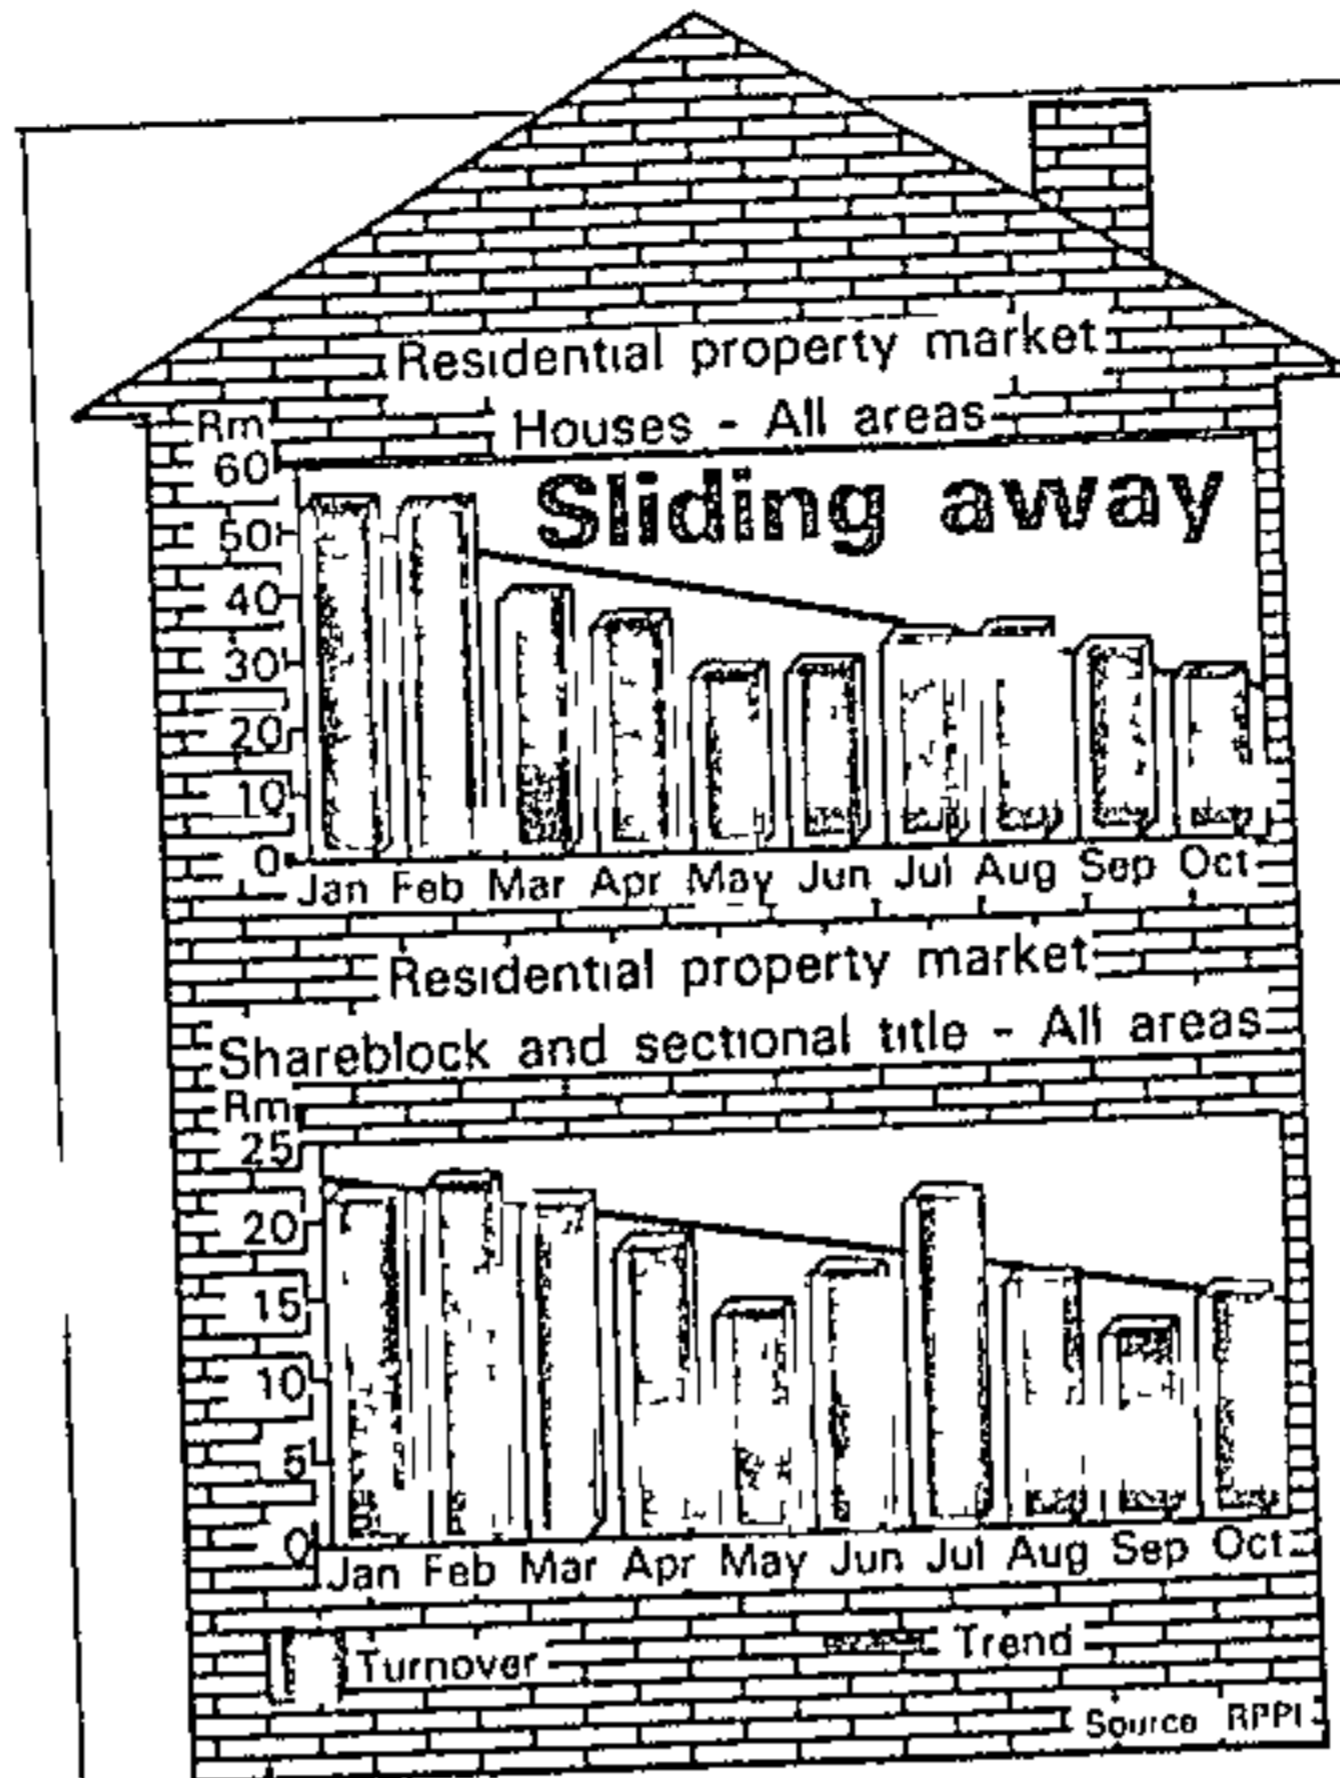 Residential property market
Houses - All areas
Rm
Sliding away
60
50
40
30
20
10
0
Jan Feb Mar Apr May Jun Jul Aug Sep Oct
Residential property market
Shareblock and sectional title - All areas
Rm
25
20
15
10
5
0
Jan Feb Mar Apr May Jun Jul Aug Sep Oct
Turnover Trend
Source RPPI